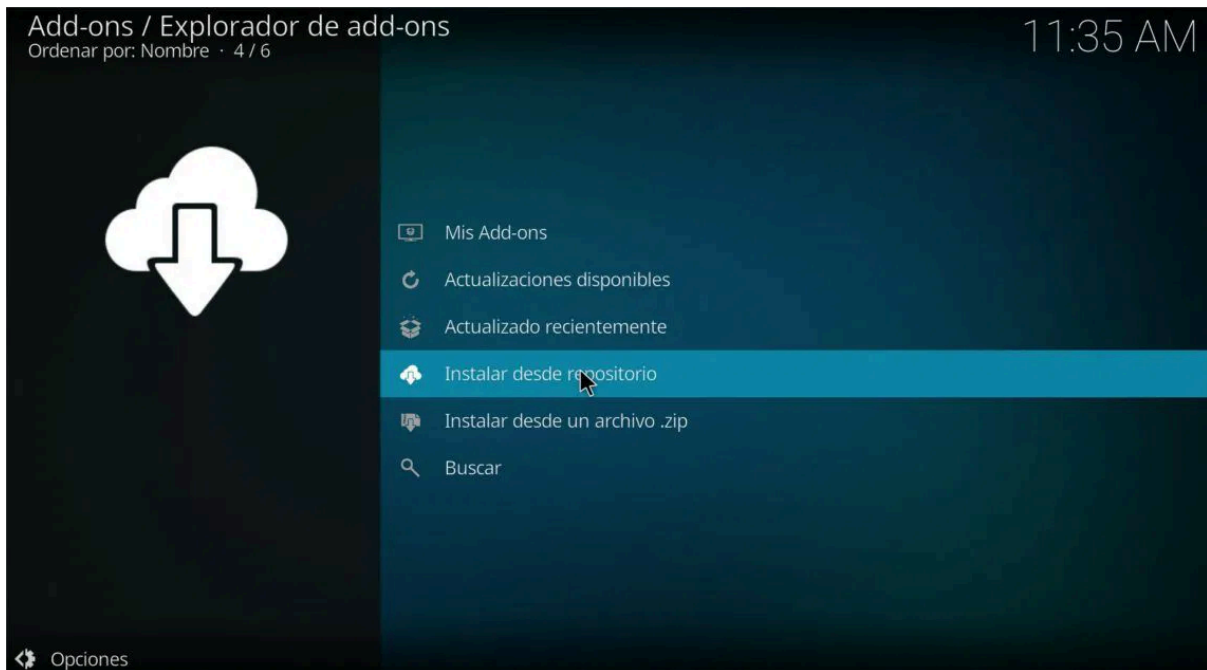 Add-ons / Explorador de add-ons
Ordenar por: Nombre · 4 / 6
11:35 AM
Mis Add-ons
Actualizaciones disponibles
Actualizado recientemente
Instalar desde repositorio
Instalar desde un archivo .zip
Buscar
Opciones